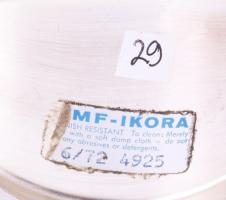 29
MF-IKORA
NISH RESISTANT To clean: Merely
with a soft damp cloth - do not
any abrasives or detergents.
6/72 4925